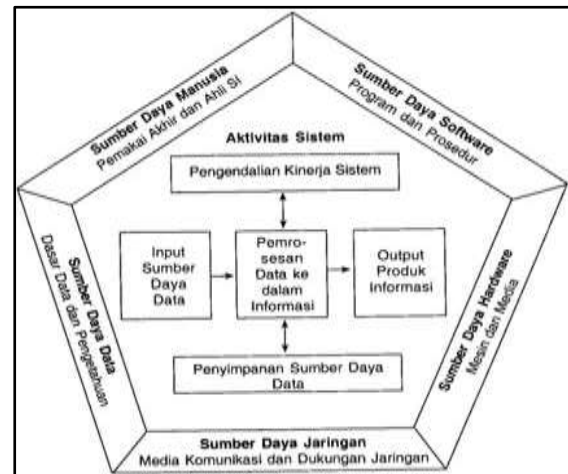 Sumber Daya Manusia
Pemakai Akhir dan Ahli SI
Sumber Daya Software
Program dan Prosedur
Aktivitas Sistem
Pengendalian Kinerja Sistem
Input
Sumber
Daya
Data
Pemro-
sesan
Data ke
dalam
Informasi
Output
Produk
Informasi
Penyimpanan Sumber Daya
Data
Sumber Daya Data
Dasar Data dan Pengetahuan
Sumber Daya Hardware
Mesin dan Media
Sumber Daya Jaringan
Media Komunikasi dan Dukungan Jaringan